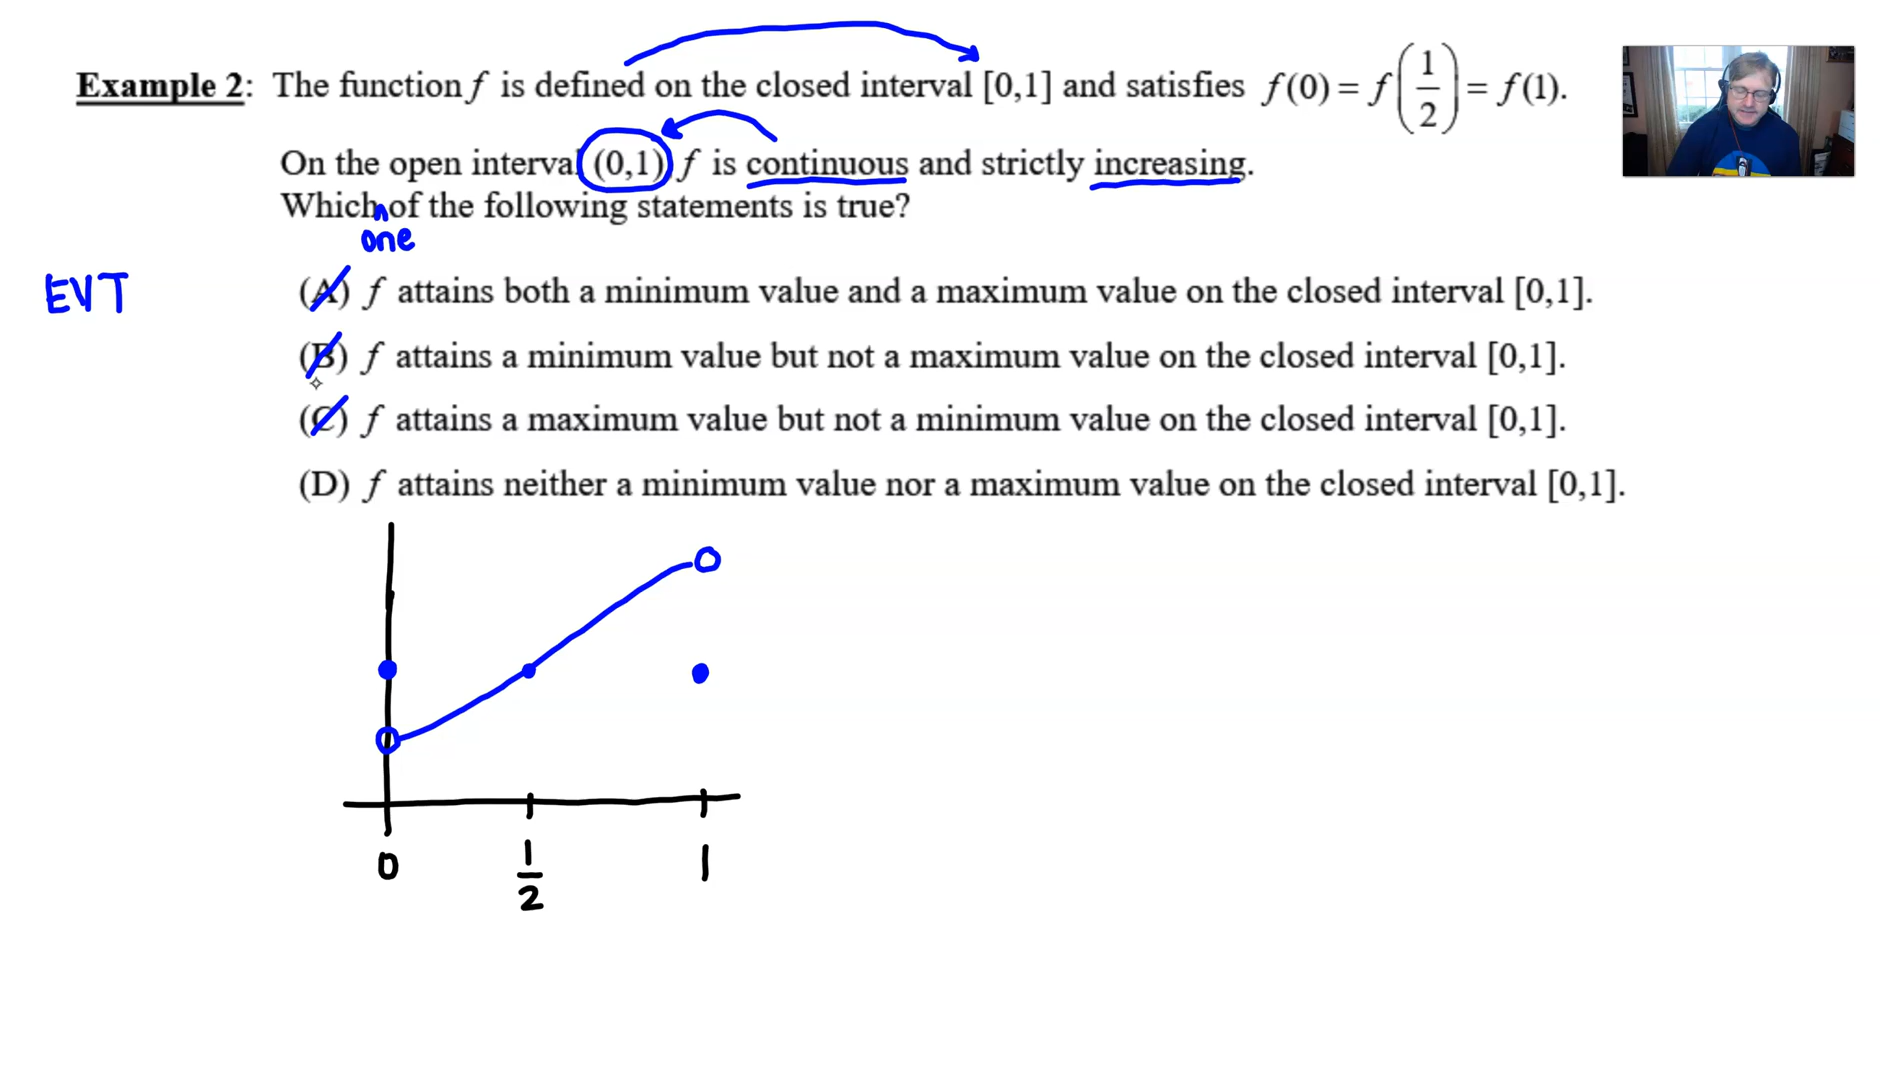 Example 2: The function f is defined on the closed interval [0,1] and satisfies f(0) = f(1/2) = f(1).
On the open interval (0,1) f is continuous and strictly increasing.
Which of the following statements is true?
one
EVT
(A) f attains both a minimum value and a maximum value on the closed interval [0,1].
(B) f attains a minimum value but not a maximum value on the closed interval [0,1].
(C) f attains a maximum value but not a minimum value on the closed interval [0,1].
(D) f attains neither a minimum value nor a maximum value on the closed interval [0,1].
0 1/2 1